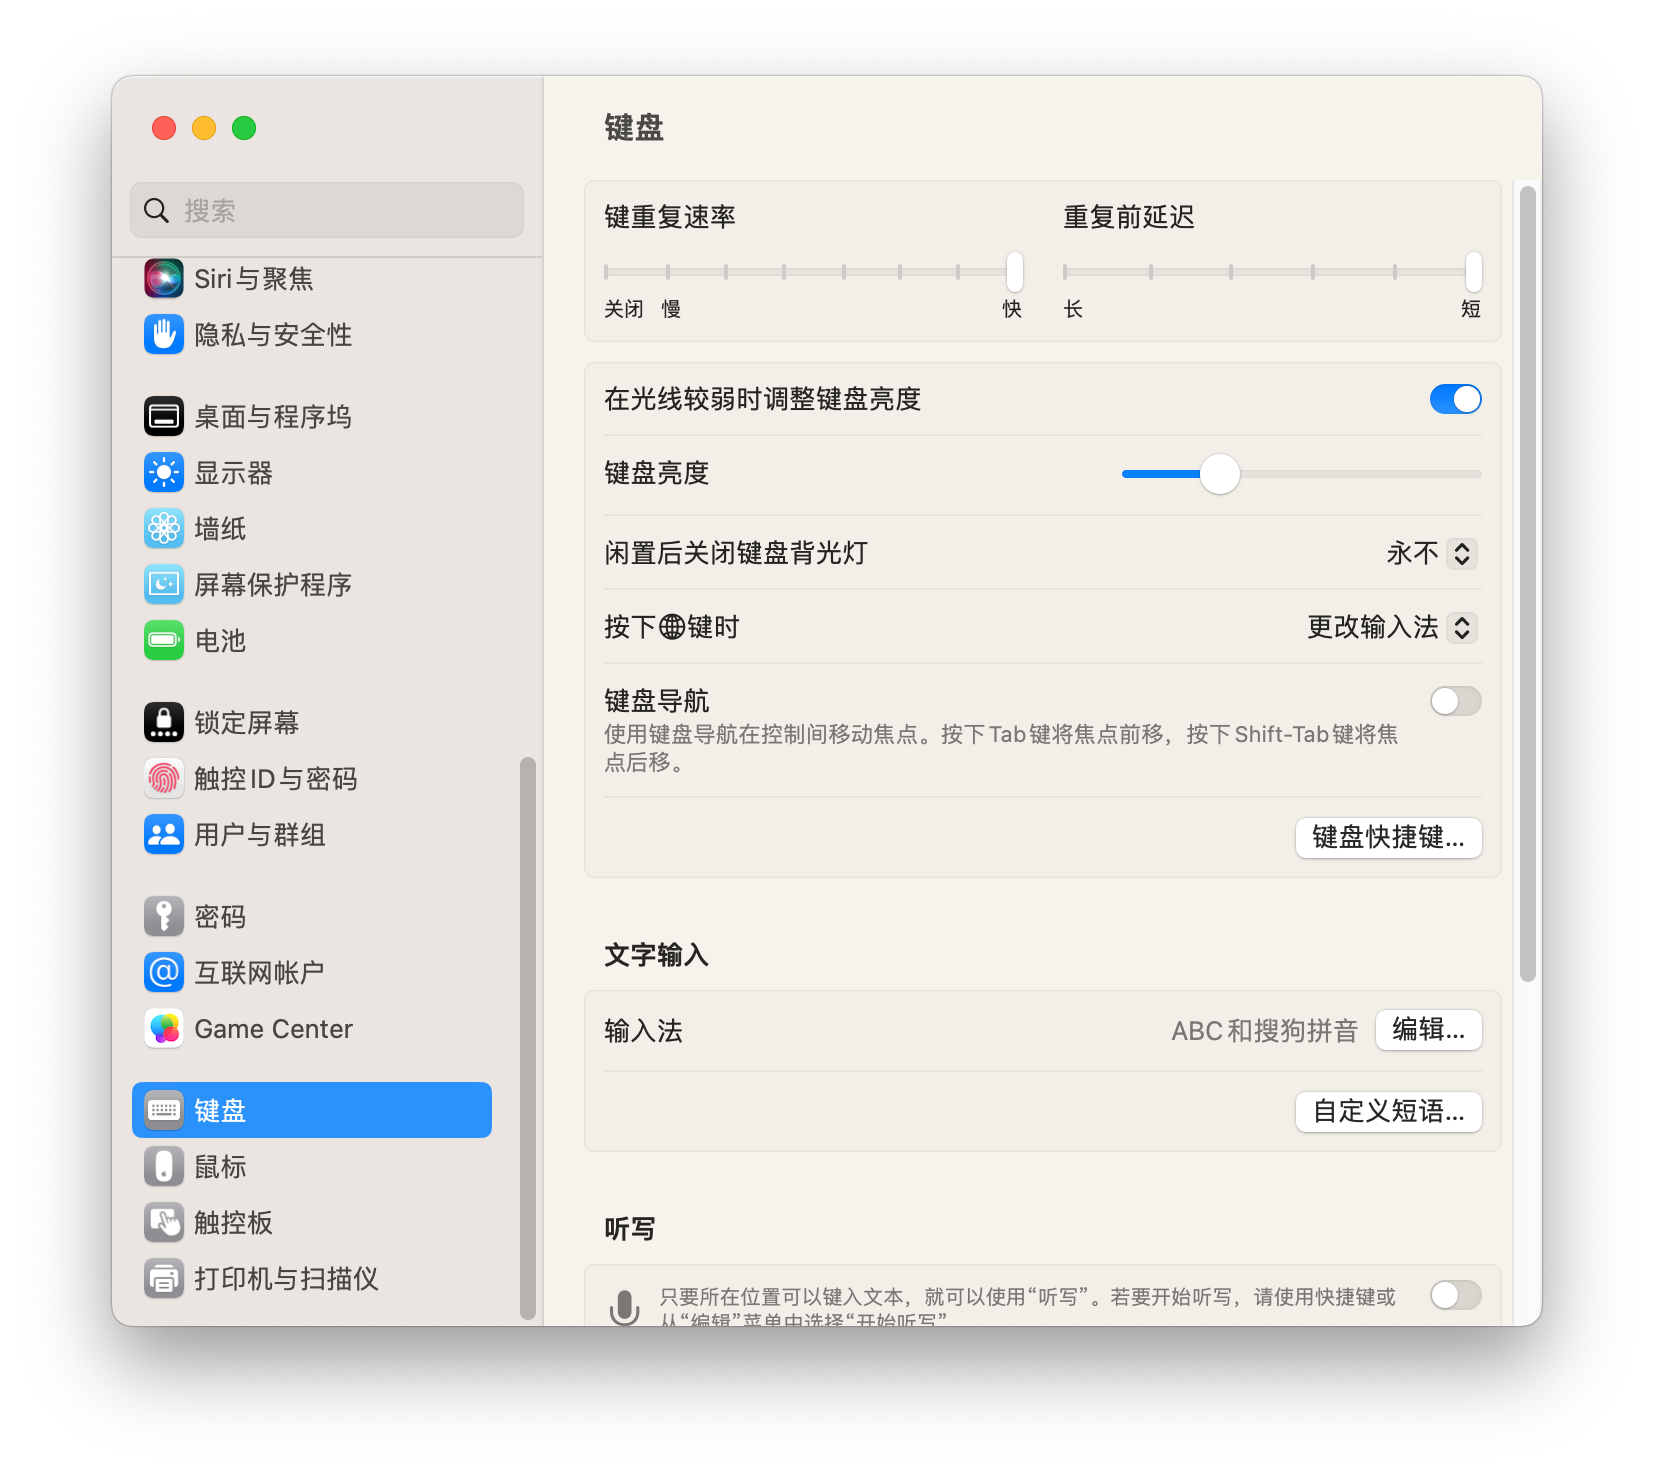 搜索
Siri与聚焦
隐私与安全性
桌面与程序坞
显示器
墙纸
屏幕保护程序
电池
锁定屏幕
触控ID与密码
用户与群组
密码
互联网帐户
Game Center
键盘
鼠标
触控板
打印机与扫描仪
键盘
键重复速率
关闭 慢 快
重复前延迟
长 短
在光线较弱时调整键盘亮度
键盘亮度
闲置后关闭键盘背光灯 永不
按下键时 更改输入法
键盘导航
使用键盘导航在控制间移动焦点。按下Tab键将焦点前移，按下Shift-Tab键将焦
点后移。
键盘快捷键...
文字输入
输入法 ABC和搜狗拼音 编辑...
自定义短语...
听写
只要所在位置可以键入文本，就可以使用“听写”。若要开始听写，请使用快捷键或
从“编辑”菜单中选择“开始听写”